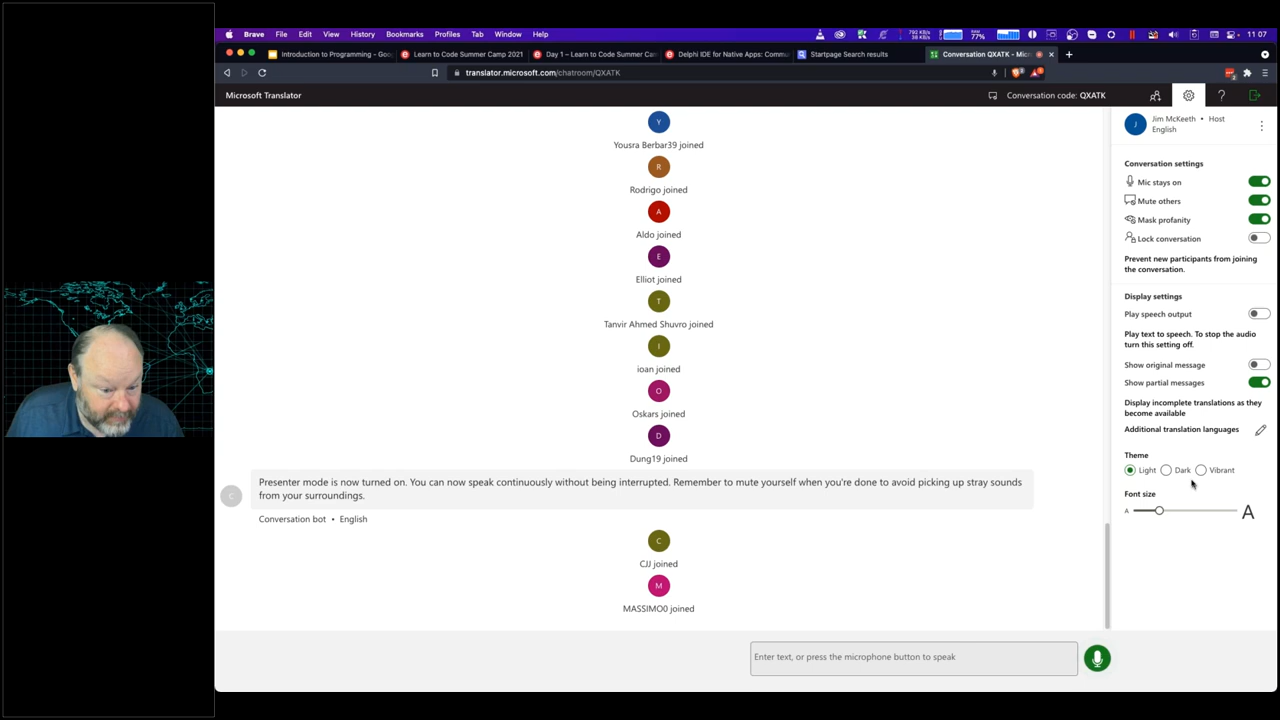 Brave File Edit View History Bookmarks Profiles Tab Window Help
792 KB/s
RAM 77%
11 07
Introduction to Programming - Goo
Learn to Code Summer Camp 2021
Day 1 – Learn to Code Summer Cam
Delphi IDE for Native Apps: Commu
Startpage Search results
Conversation QXATK – Micr
translator.microsoft.com/chatroom/QXATK
Microsoft Translator
Conversation code: QXATK
Y
Yousra Berbar39 joined
R
Rodrigo joined
A
Aldo joined
E
Elliot joined
T
Tanvir Ahmed Shuvro joined
I
ioan joined
O
Oskars joined
D
Dung19 joined
C
Presenter mode is now turned on. You can now speak continuously without being interrupted. Remember to mute yourself when you're done to avoid picking up stray sounds
from your surroundings.
Conversation bot • English
C
CJJ joined
M
MASSIMO0 joined
Enter text, or press the microphone button to speak
J
Jim McKeeth • Host
English
Conversation settings
Mic stays on
Mute others
Mask profanity
Lock conversation
Prevent new participants from joining
the conversation.
Display settings
Play speech output
Play text to speech. To stop the audio
turn this setting off.
Show original message
Show partial messages
Display incomplete translations as they
become available
Additional translation languages
Theme
Light Dark Vibrant
Font size
A A